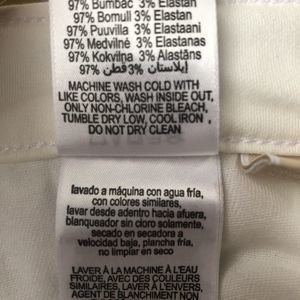 97% Bumbac 3% Elastan
97% Bomuli 3% Elastan
97% Puuvilla 3% Elastaani
97% Medvilnė 3% Elastanas
97% Kokvilna 3% Alastāns
97% قطن 3% إيلاستان
MACHINE WASH COLD WITH
LIKE COLORS, WASH INSIDE OUT,
ONLY NON-CHLORINE BLEACH,
TUMBLE DRY LOW, COOL IRON,
DO NOT DRY CLEAN
lavado a máquina con agua fría,
con colores similares,
lavar desde adentro hacia afuera,
blanqueador sin cloro solamente,
secado en secadora a
velocidad baja, plancha fría,
no limpiar en seco
LAVER À LA MACHINE À L'EAU
FROIDE, AVEC DES COULEURS
SIMILAIRES, LAVER À L'ENVERS,
AGENT DE BLANCHIMENT NON